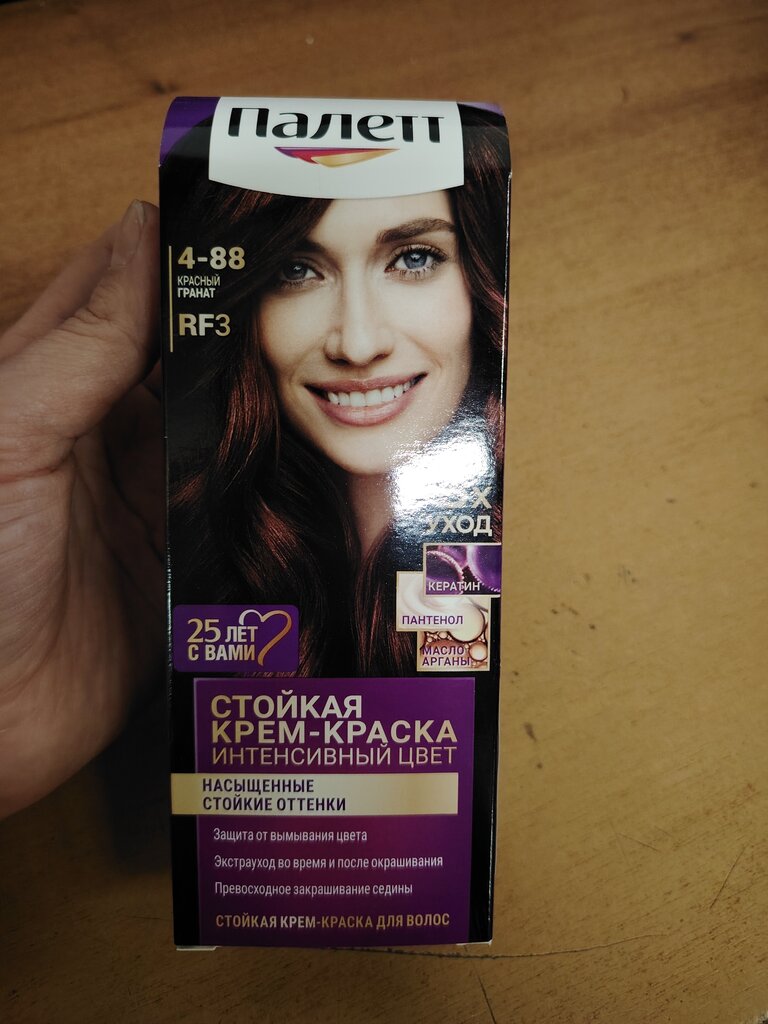 палетт
4-88
КРАСНЫЙ
ГРАНАТ
RF3
УХОД
КЕРАТИН
ПАНТЕНОЛ
МАСЛО
АРГАНЫ
25 ЛЕТ
С ВАМИ
СТОЙКАЯ
КРЕМ-КРАСКА
ИНТЕНСИВНЫЙ ЦВЕТ
НАСЫЩЕННЫЕ
СТОЙКИЕ ОТТЕНКИ
Защита от вымывания цвета
Экстрауход во время и после окрашивания
Превосходное закрашивание седины
СТОЙКАЯ КРЕМ-КРАСКА ДЛЯ ВОЛОС